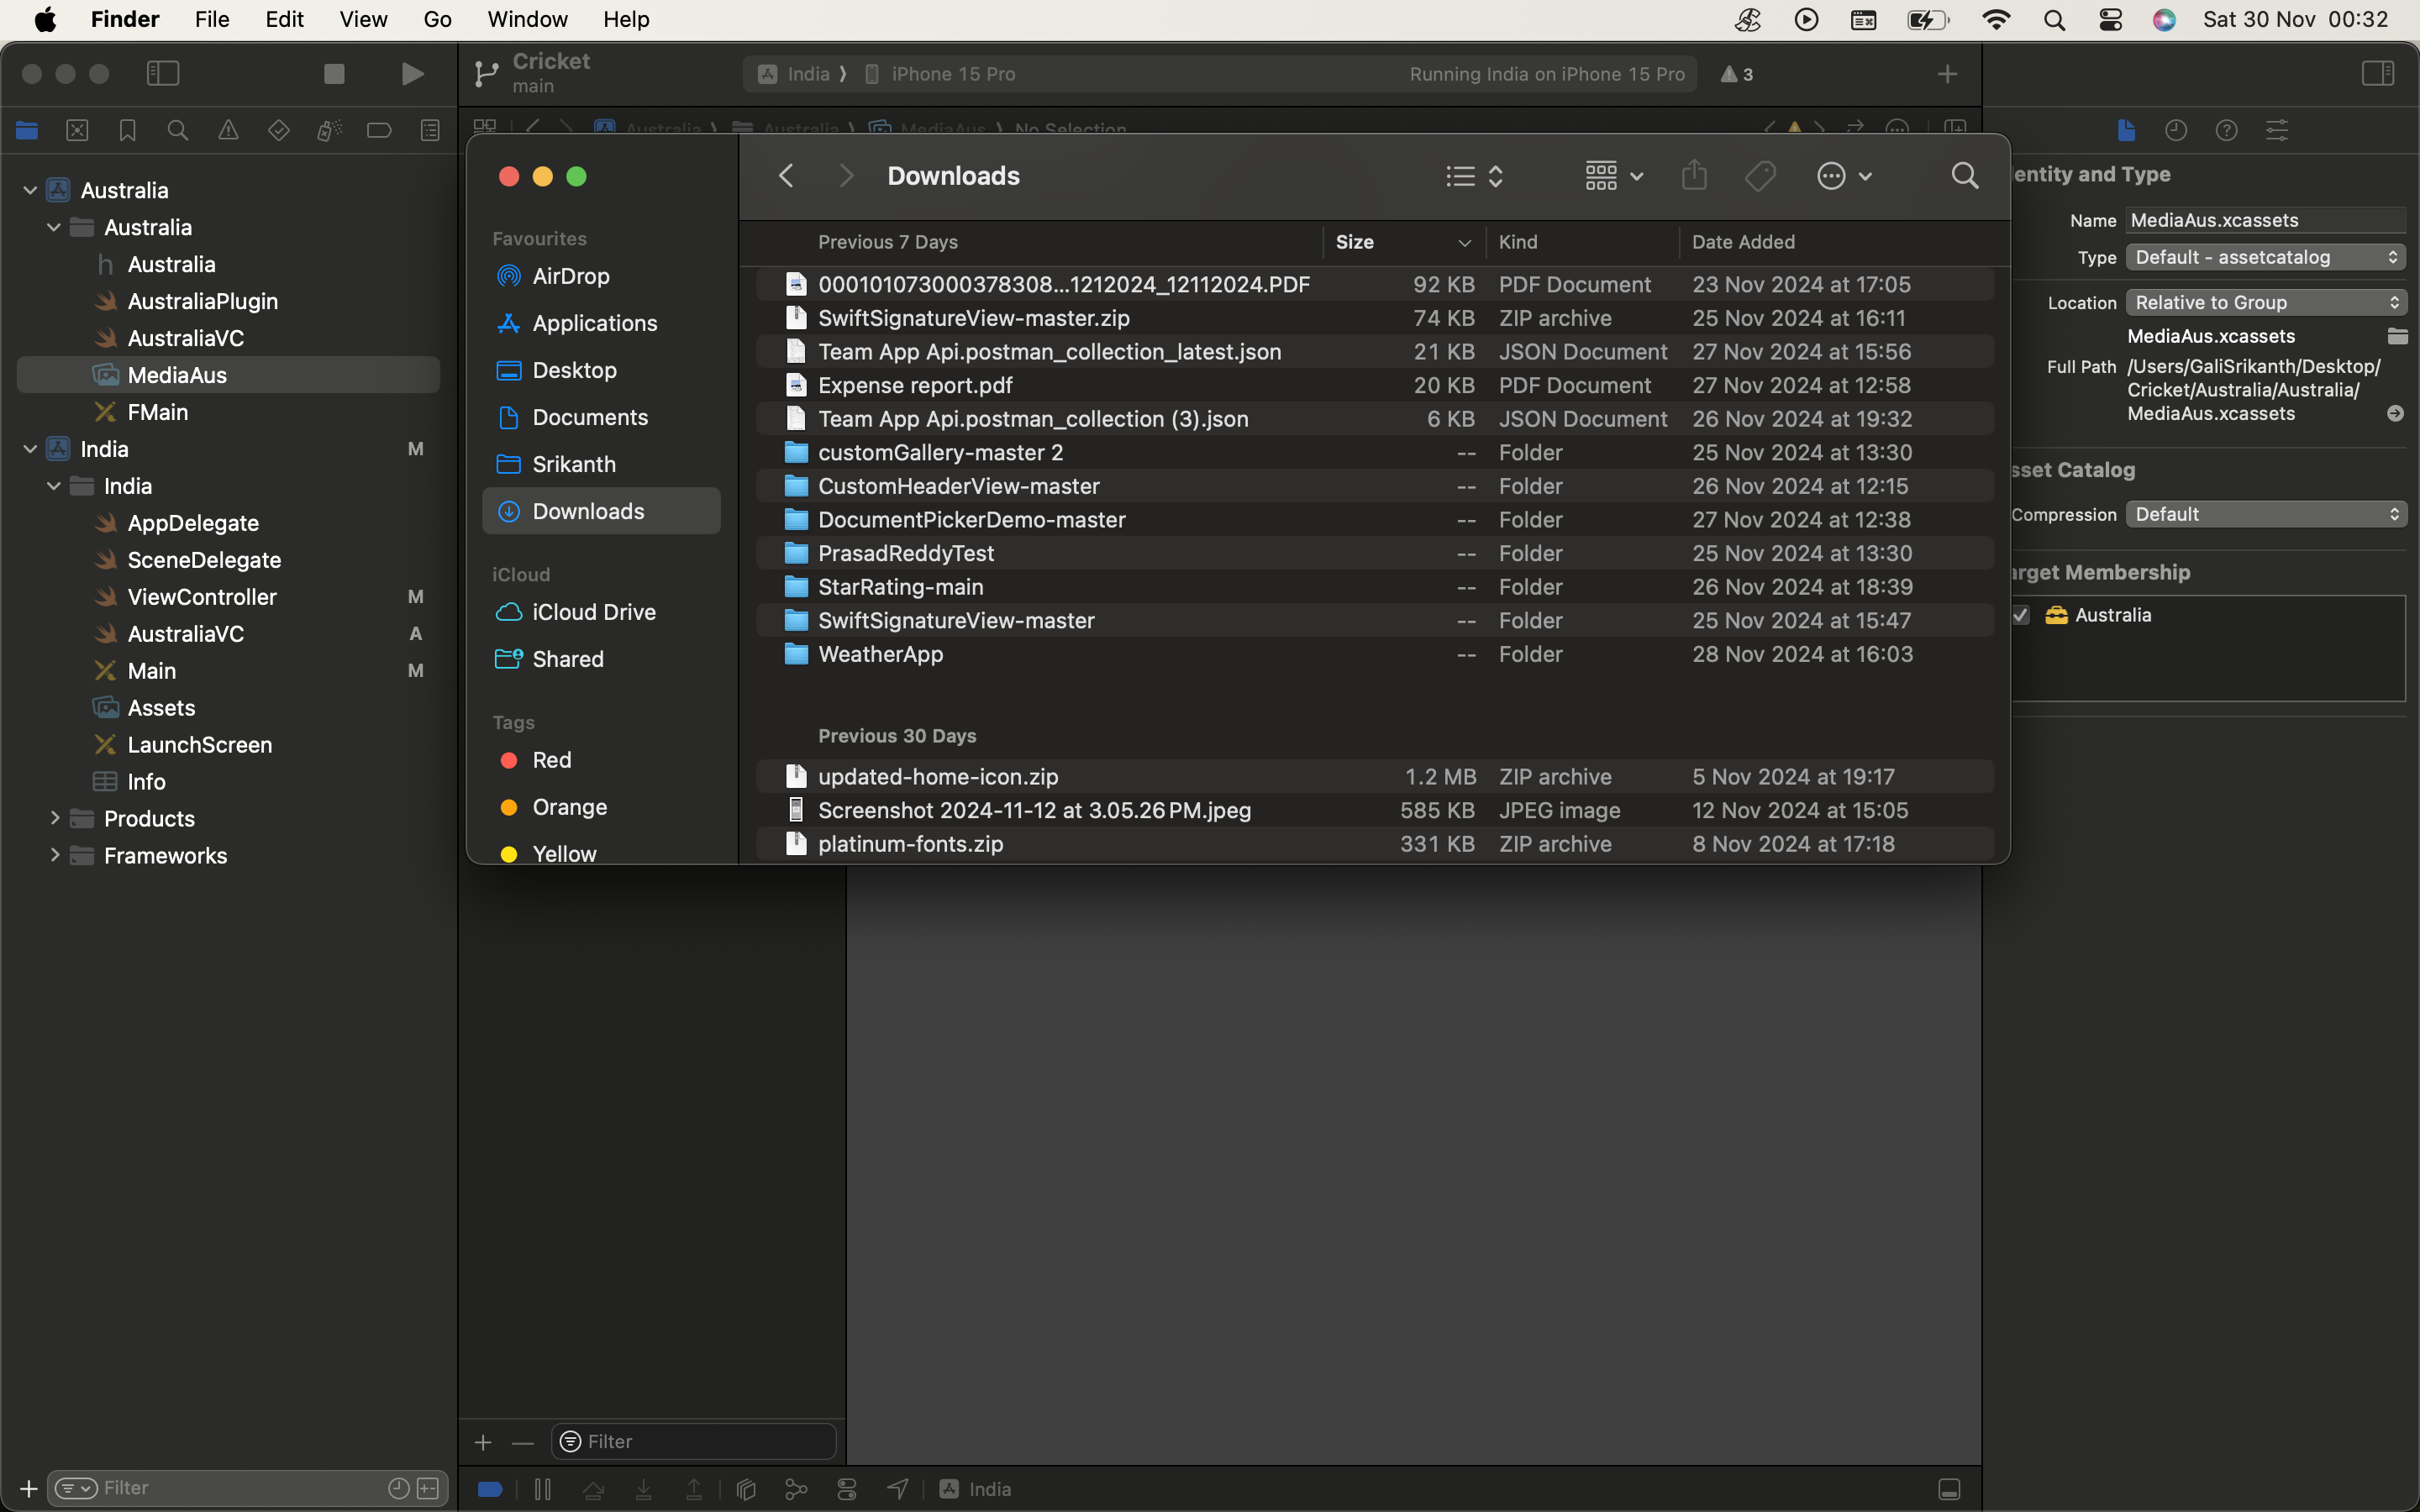 Finder File Edit View Go Window Help Sat 30 Nov 00:32
Cricket
main
India iPhone 15 Pro Running India on iPhone 15 Pro 3
Australia Australia MediaAus No Selection
Australia
Australia
h Australia
AustraliaPlugin
AustraliaVC
MediaAus
FMain
India M
India
AppDelegate
SceneDelegate
ViewController M
AustraliaVC A
Main M
Assets
LaunchScreen
Info
Products
Frameworks
Filter
Favourites
AirDrop
Applications
Desktop
Documents
Srikanth
Downloads
iCloud
iCloud Drive
Shared
Tags
Red
Orange
Yellow
Downloads
Previous 7 Days Size Kind Date Added
000101073000378308...1212024_12112024.PDF 92 KB PDF Document 23 Nov 2024 at 17:05
SwiftSignatureView-master.zip 74 KB ZIP archive 25 Nov 2024 at 16:11
Team App Api.postman_collection_latest.json 21 KB JSON Document 27 Nov 2024 at 15:56
Expense report.pdf 20 KB PDF Document 27 Nov 2024 at 12:58
Team App Api.postman_collection (3).json 6 KB JSON Document 26 Nov 2024 at 19:32
customGallery-master 2 -- Folder 25 Nov 2024 at 13:30
CustomHeaderView-master -- Folder 26 Nov 2024 at 12:15
DocumentPickerDemo-master -- Folder 27 Nov 2024 at 12:38
PrasadReddyTest -- Folder 25 Nov 2024 at 13:30
StarRating-main -- Folder 26 Nov 2024 at 18:39
SwiftSignatureView-master -- Folder 25 Nov 2024 at 15:47
WeatherApp -- Folder 28 Nov 2024 at 16:03
Previous 30 Days
updated-home-icon.zip 1.2 MB ZIP archive 5 Nov 2024 at 19:17
Screenshot 2024-11-12 at 3.05.26 PM.jpeg 585 KB JPEG image 12 Nov 2024 at 15:05
platinum-fonts.zip 331 KB ZIP archive 8 Nov 2024 at 17:18
Filter
India
entity and Type
Name MediaAus.xcassets
Type Default - assetcatalog
Location Relative to Group
MediaAus.xcassets
Full Path /Users/GaliSrikanth/Desktop/
Cricket/Australia/Australia/
MediaAus.xcassets
sset Catalog
Compression Default
arget Membership
Australia